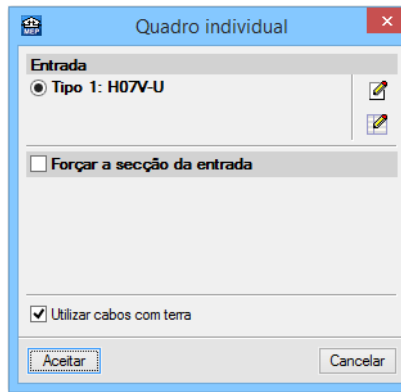 MEP
Quadro individual
Entrada
Tipo 1: H07V-U
Forçar a secção da entrada
Utilizar cabos com terra
Aceitar
Cancelar